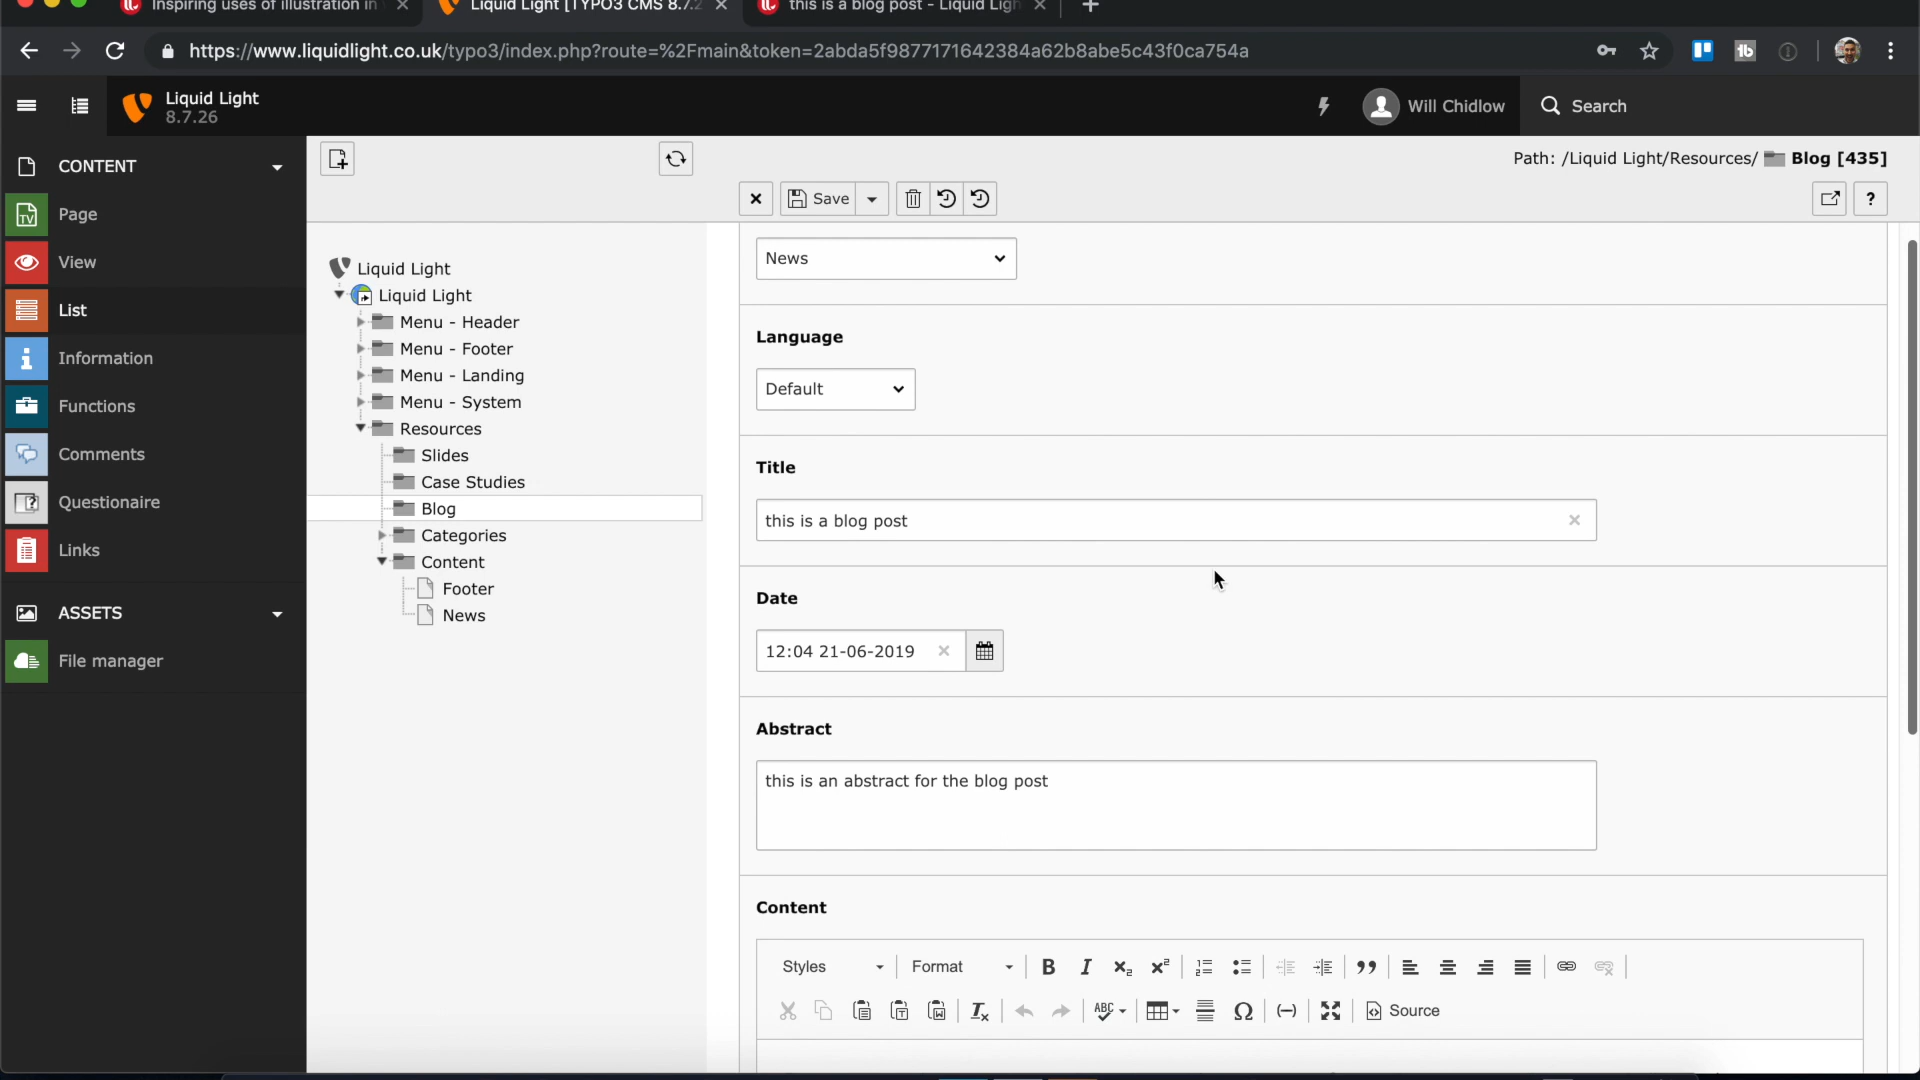 Inspiring uses of illustration in
Liquid Light [TYPO3 CMS 8.7.2
this is a blog post - Liquid Ligh
https://www.liquidlight.co.uk/typo3/index.php?route=%2Fmain&token=2abda5f9877171642384a62b8abe5c43f0ca754a
Liquid Light
8.7.26
Will Chidlow
Search
CONTENT
Page
View
List
Information
Functions
Comments
Questionaire
Links
ASSETS
File manager
Path: /Liquid Light/Resources/ Blog [435]
Save
?
Liquid Light
Liquid Light
Menu - Header
Menu - Footer
Menu - Landing
Menu - System
Resources
Slides
Case Studies
Blog
Categories
Content
Footer
News
News
Language
Default
Title
this is a blog post
Date
12:04 21-06-2019
Abstract
this is an abstract for the blog post
Content
Styles Format
Source